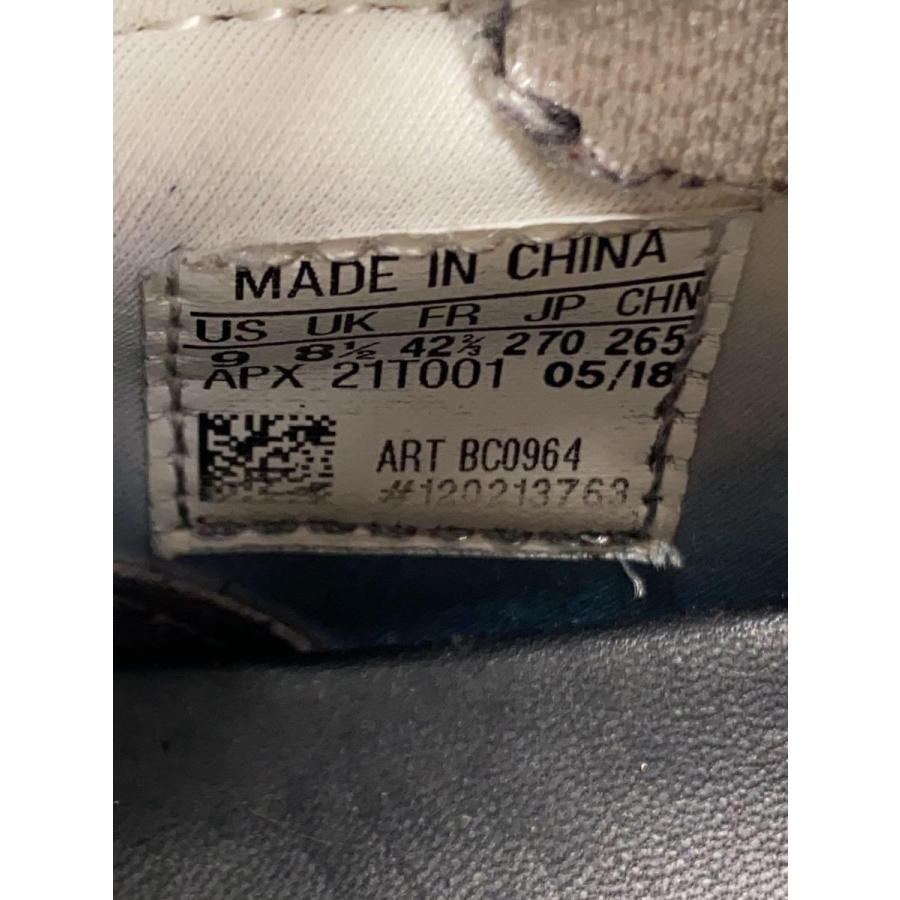 MADE IN CHINA
US UK FR JP CHN
9 8½ 42⅔ 270 265
APX 21T001 05/18
ART BC0964
#120213763